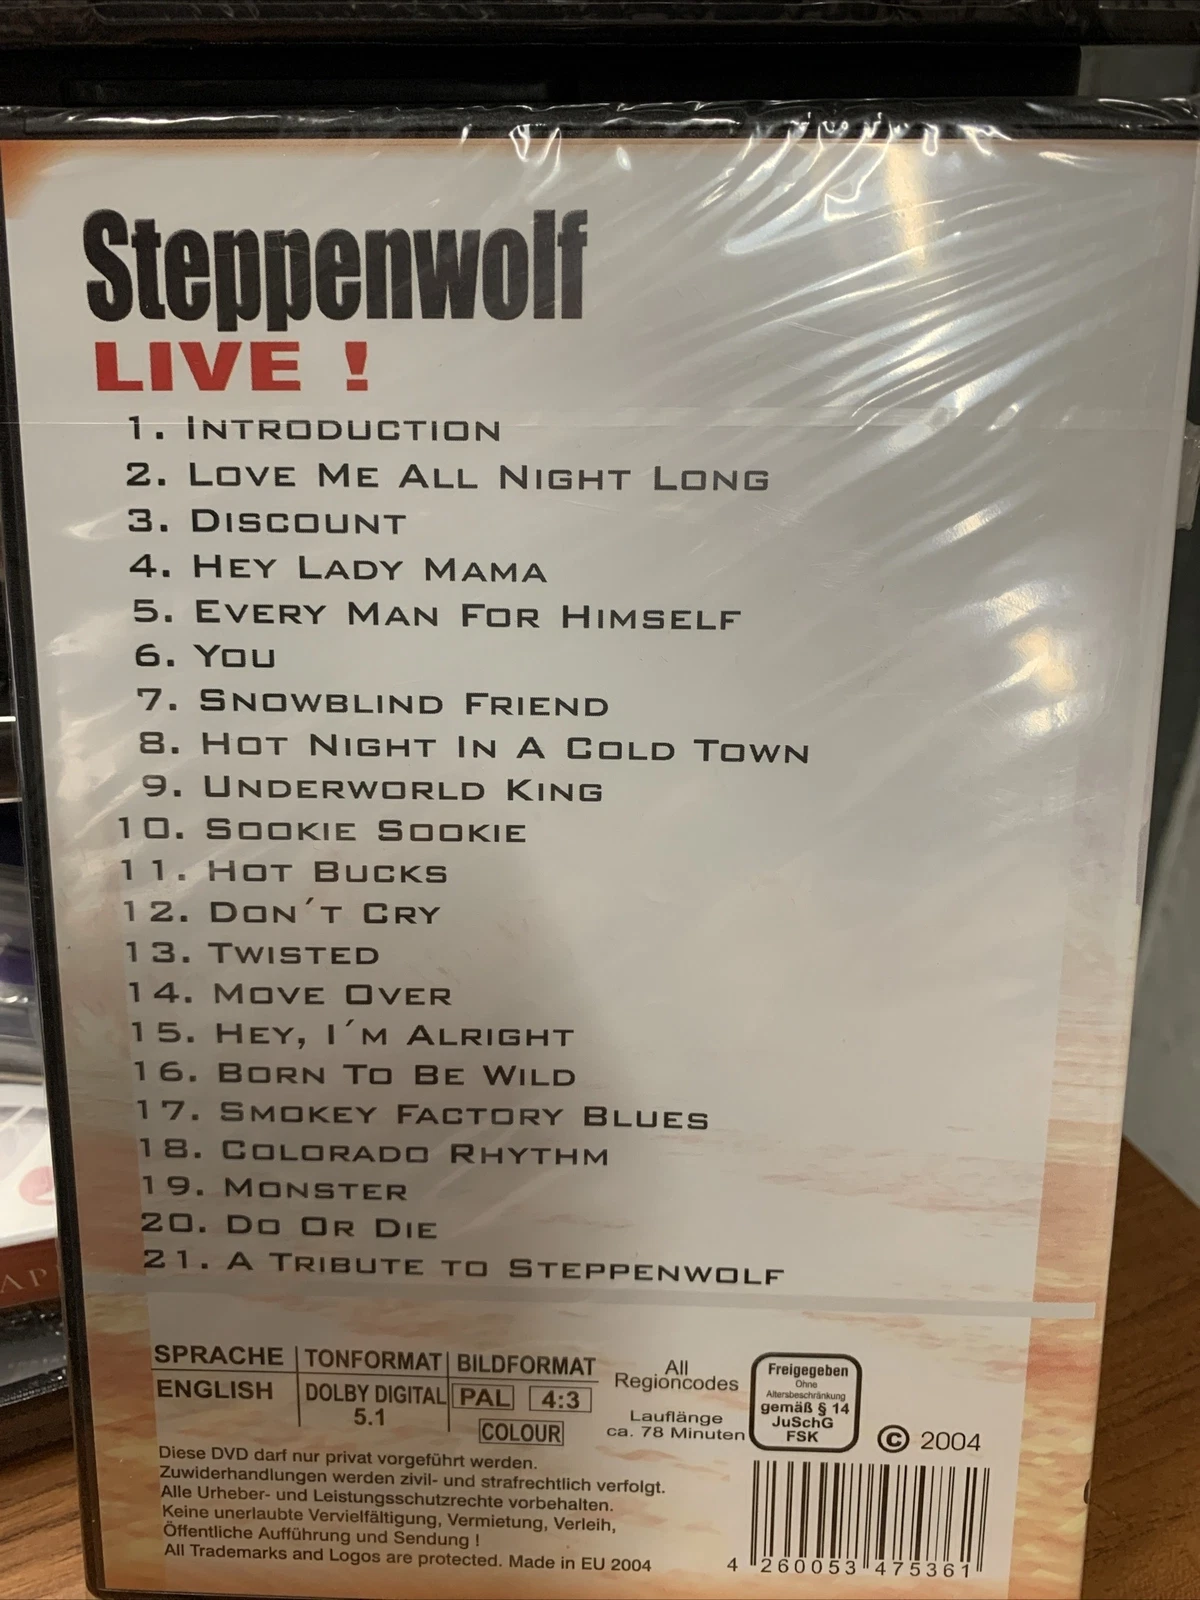 Steppenwolf
LIVE !
1. INTRODUCTION
2. LOVE ME ALL NIGHT LONG
3. DISCOUNT
4. HEY LADY MAMA
5. EVERY MAN FOR HIMSELF
6. YOU
7. SNOWBLIND FRIEND
8. HOT NIGHT IN A COLD TOWN
9. UNDERWORLD KING
10. SOOKIE SOOKIE
11. HOT BUCKS
12. DON´T CRY
13. TWISTED
14. MOVE OVER
15. HEY, I´M ALRIGHT
16. BORN TO BE WILD
17. SMOKEY FACTORY BLUES
18. COLORADO RHYTHM
19. MONSTER
20. DO OR DIE
21. A TRIBUTE TO STEPPENWOLF
SPRACHE TONFORMAT BILDFORMAT
ENGLISH DOLBY DIGITAL PAL 4:3
5.1
COLOUR
All
Regioncodes
Lauflänge
ca. 78 Minuten
Freigegeben
Ohne
Altersbeschränkung
gemäß § 14
JuSchG
FSK
© 2004
Diese DVD darf nur privat vorgeführt werden.
Zuwiderhandlungen werden zivil- und strafrechtlich verfolgt.
Alle Urheber- und Leistungsschutzrechte vorbehalten.
Keine unerlaubte Vervielfältigung, Vermietung, Verleih,
Öffentliche Aufführung und Sendung !
All Trademarks and Logos are protected. Made in EU 2004
4 260053 475361